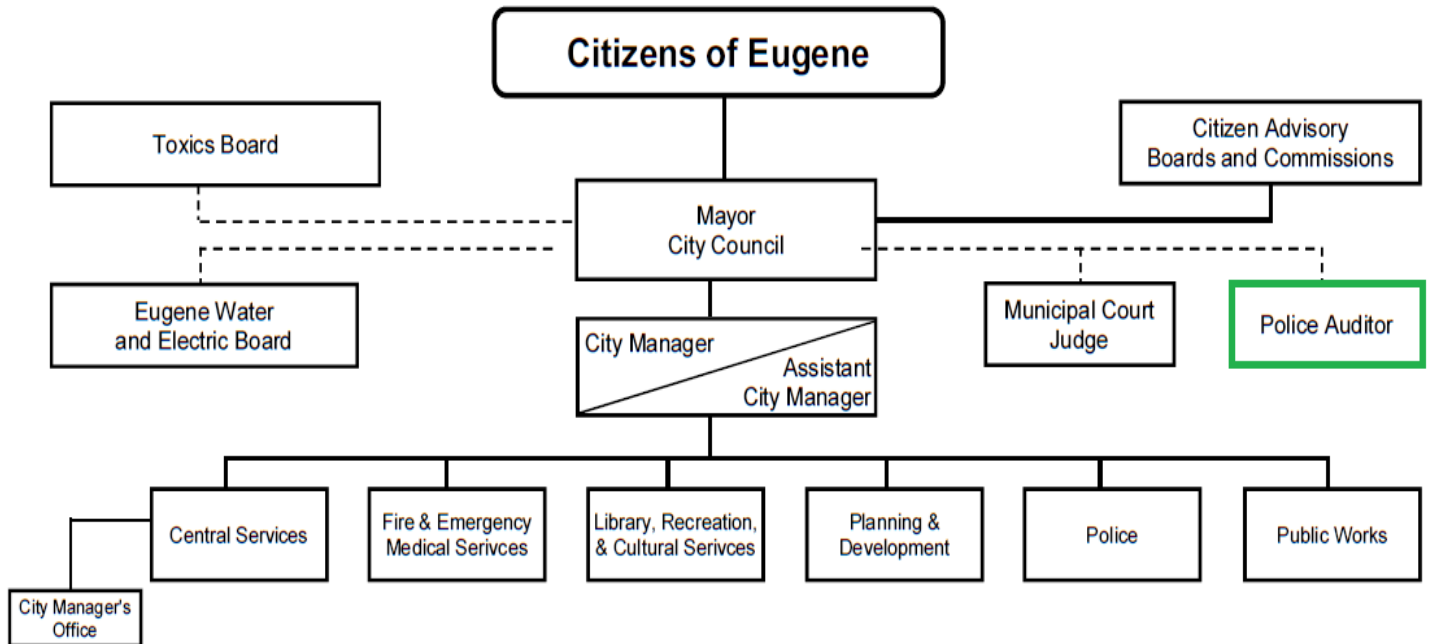 Citizens of Eugene
Toxics Board
Citizen Advisory
Boards and Commissions
Mayor
City Council
Eugene Water
and Electric Board
Municipal Court
Judge
Police Auditor
City Manager
Assistant
City Manager
Central Services
Fire & Emergency
Medical Serivces
Library, Recreation,
& Cultural Serivces
Planning &
Development
Police
Public Works
City Manager's
Office